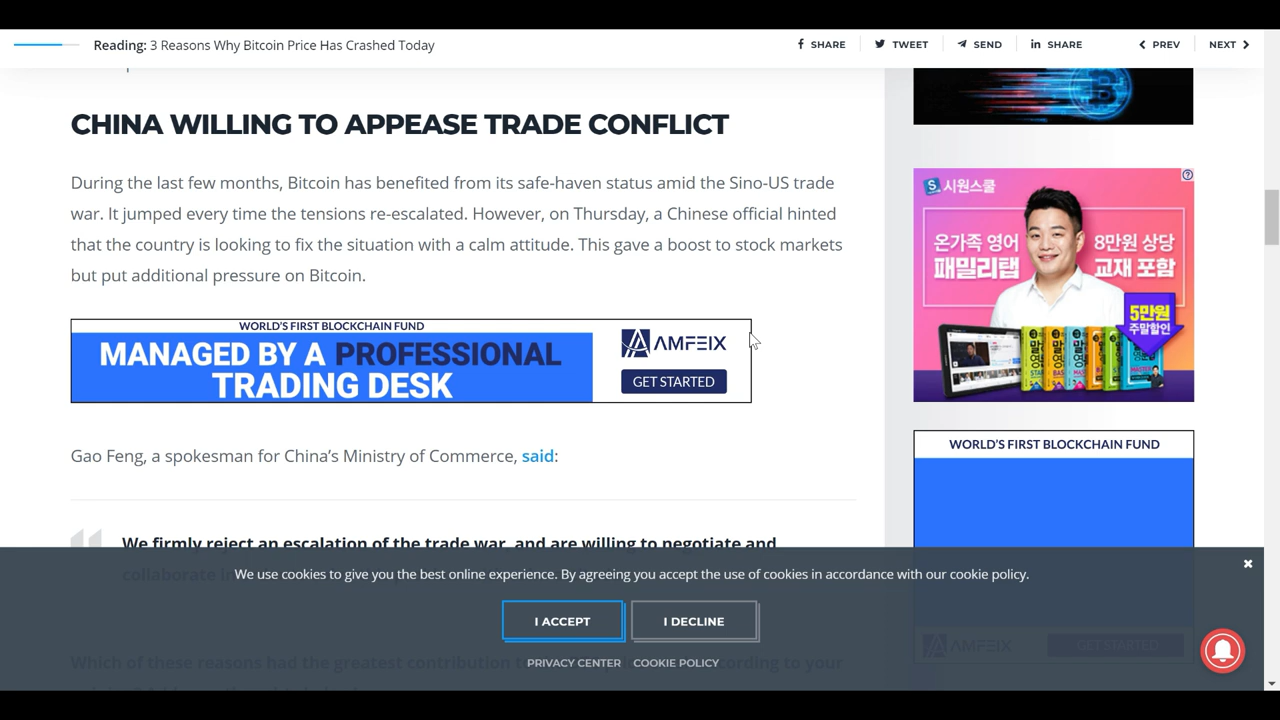 Reading: 3 Reasons Why Bitcoin Price Has Crashed Today
SHARE
TWEET
SEND
SHARE
PREV
NEXT
CHINA WILLING TO APPEASE TRADE CONFLICT
During the last few months, Bitcoin has benefited from its safe-haven status amid the Sino-US trade
war. It jumped every time the tensions re-escalated. However, on Thursday, a Chinese official hinted
that the country is looking to fix the situation with a calm attitude. This gave a boost to stock markets
but put additional pressure on Bitcoin.
WORLD'S FIRST BLOCKCHAIN FUND
MANAGED BY A PROFESSIONAL
TRADING DESK
AMFEIX
GET STARTED
Gao Feng, a spokesman for China's Ministry of Commerce, said:
We firmly reject an escalation of the trade war, and are willing to negotiate and
시원스쿨
온가족 영어
패밀리탭
8만원 상당
교재 포함
5만원
주말할인
WORLD'S FIRST BLOCKCHAIN FUND
AMFEIX
GET STARTED
We use cookies to give you the best online experience. By agreeing you accept the use of cookies in accordance with our cookie policy.
I ACCEPT
I DECLINE
PRIVACY CENTER
COOKIE POLICY
Which of these reasons had the greatest contribution